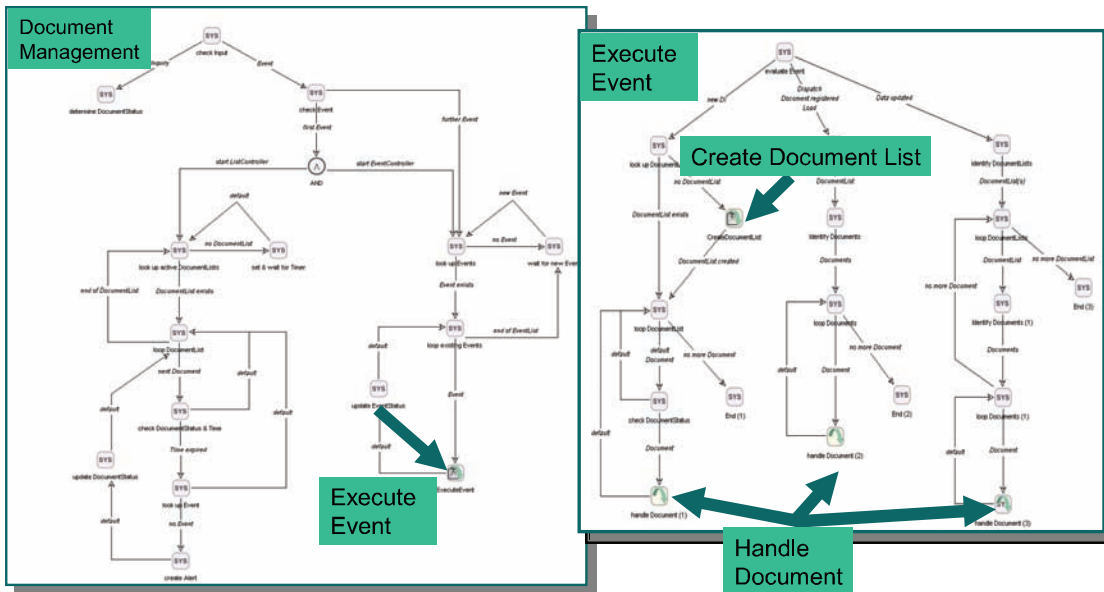 Document
Management
SYS
check Input
Event
SYS
determine DocumentStatus
SYS
check Event
first Event
further Event
start ListController
start EventController
AND
default
new Event
SYS
no DocumentList
SYS
look up active DocumentLists
set & wait for Timer
SYS
no Event
SYS
look up Events
wait for new Even
end of DocumentList
DocumentList exists
Event exists
SYS
loop DocumentList
SYS
loop existing Events
end of EventList
next Document
default
default
default
default
SYS
check DocumentStatus & Time
SYS
update EventStatus
Event
Time expired
default
SYS
update DocumentStatus
SYS
look up Event
ExecuteEvent
default
no Event
SYS
create Alert
Execute
Event
Execute
Event
SYS
evaluate Event
new DI
Dispatch
Document registered
Load
Data updated
SYS
look up Docum
Create Document List
SYS
Identify DocumentLists
no DocumentList
DocumentList
DocumentList(s)
DocumentList exists
CreateDocumentList
SYS
Identify Documents
SYS
loop DocumentLists
DocumentList created
Documents
DocumentList
no more DocumentList
no more Document
SYS
End (3)
SYS
loop DocumentList
SYS
loop Documents
SYS
Identify Documents (1)
default
default
Document
no more Document
default
Document
no more Document
Documents
SYS
End (1)
SYS
End (2)
SYS
loop Documents (1)
SYS
check DocumentStatus
default
Document
handle Document (2)
default
Document
handle Document (1)
handle Document (3)
Handle
Document